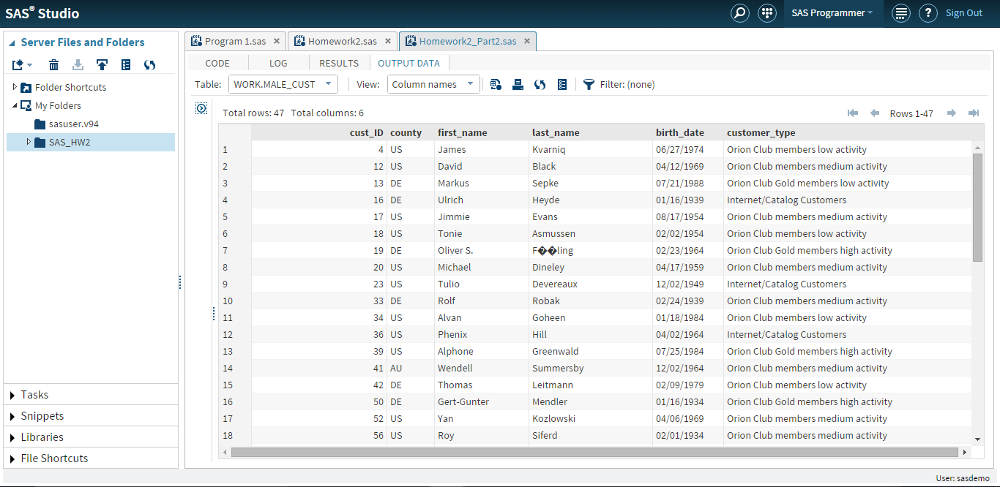 SAS® Studio
SAS Programmer
Sign Out
Server Files and Folders
Folder Shortcuts
My Folders
sasuser.v94
SAS_HW2
Tasks
Snippets
Libraries
File Shortcuts
Program 1.sas × Homework2.sas × Homework2_Part2.sas ×
CODE LOG RESULTS OUTPUT DATA
Table: WORK.MALE_CUST View: Column names Filter: (none)
Total rows: 47 Total columns: 6 Rows 1-47
cust_ID county first_name last_name birth_date customer_type
1 4 US James Kvarniq 06/27/1974 Orion Club members low activity
2 12 US David Black 04/12/1969 Orion Club members medium activity
3 13 DE Markus Sepke 07/21/1988 Orion Club Gold members low activity
4 16 DE Ulrich Heyde 01/16/1939 Internet/Catalog Customers
5 17 US Jimmie Evans 08/17/1954 Orion Club members medium activity
6 18 US Tonie Asmussen 02/02/1954 Orion Club members low activity
7 19 DE Oliver S. F��ling 02/23/1964 Orion Club Gold members high activity
8 20 US Michael Dineley 04/17/1959 Orion Club members medium activity
9 23 US Tulio Devereaux 12/02/1949 Internet/Catalog Customers
10 33 DE Rolf Robak 02/24/1939 Orion Club members medium activity
11 34 US Alvan Goheen 01/18/1984 Orion Club members low activity
12 36 US Phenix Hill 04/02/1964 Internet/Catalog Customers
13 39 US Alphone Greenwald 07/25/1984 Orion Club Gold members high activity
14 41 AU Wendell Summersby 12/02/1964 Orion Club members medium activity
15 42 DE Thomas Leitmann 02/09/1979 Orion Club members low activity
16 50 DE Gert-Gunter Mendler 01/16/1934 Orion Club Gold members high activity
17 52 US Yan Kozlowski 04/06/1969 Orion Club members medium activity
18 56 US Roy Siferd 02/01/1934 Orion Club members medium activity
User: sasdemo